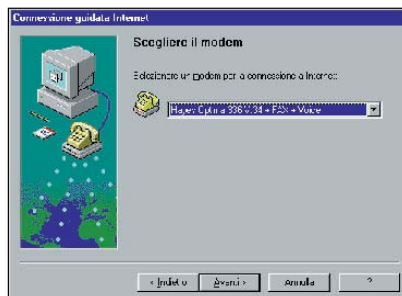 Connessione guidata Internet
Scegliere il modem
Selezionare un modem per la connessione a Internet:
Hayes Optima 336 V.34 + FAX + Voice
< Indietro
Avanti >
Annulla
?